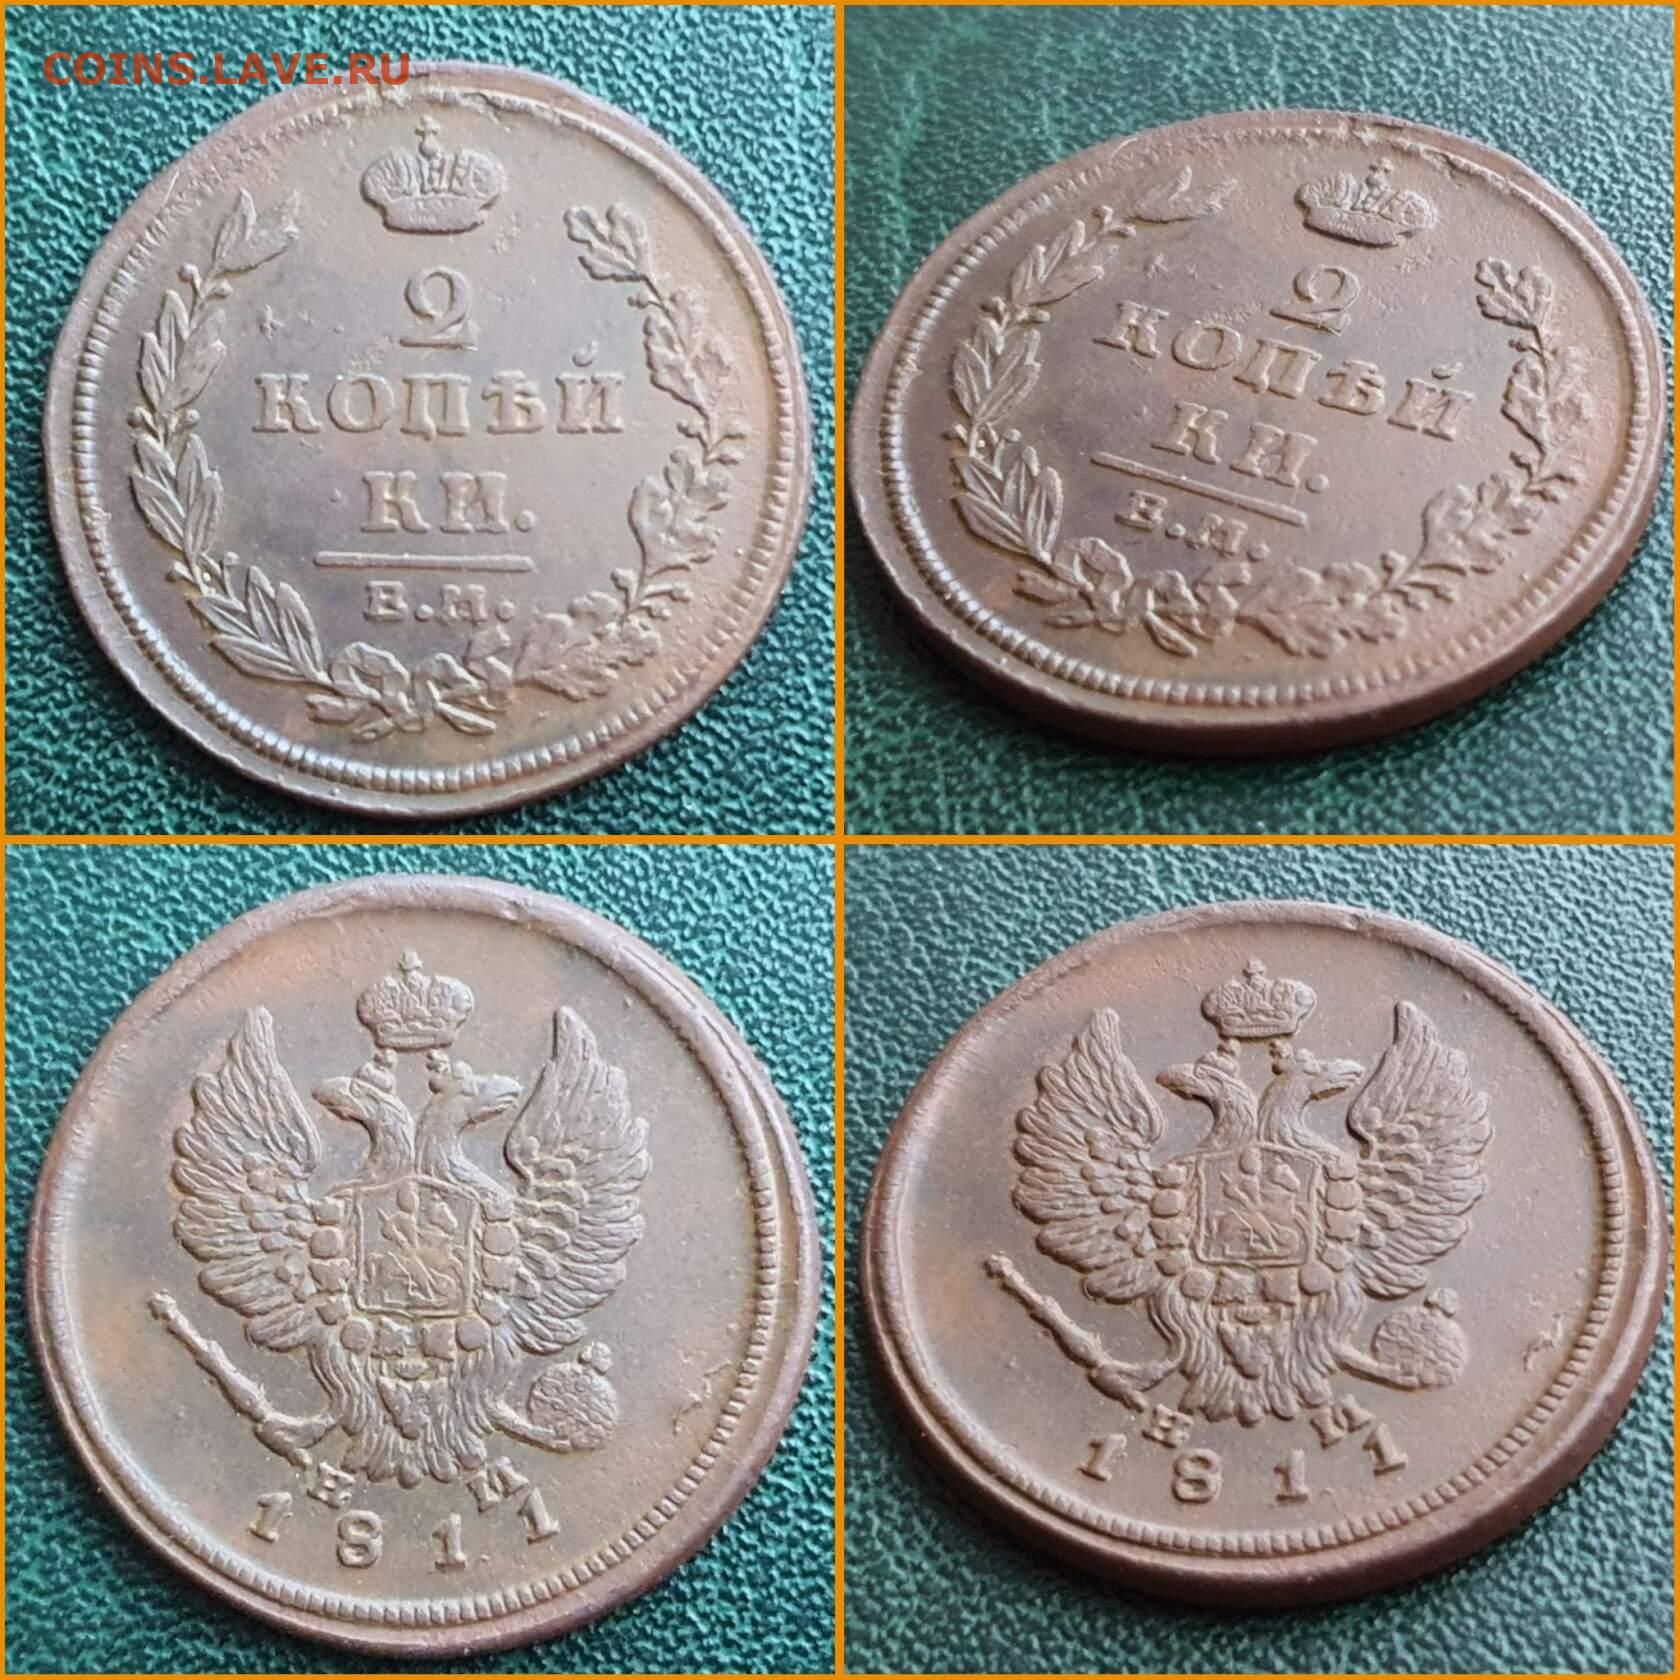 COINS.LAVE.RU
2
КОПѢЙ
КИ.
Е.М.
2
КОПѢЙ
КИ.
Е.М.
Н И
1811
Н И
1811